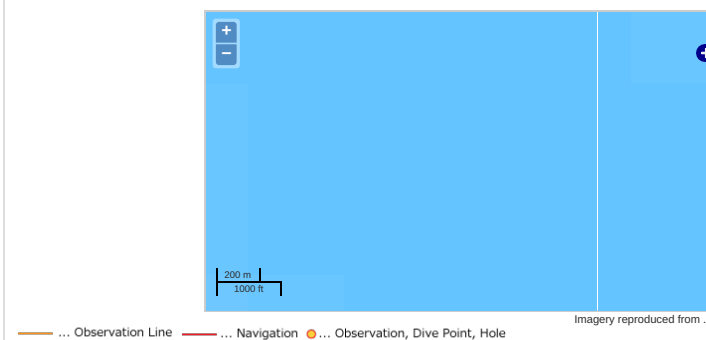 +
−
200 m
1000 ft
Imagery reproduced from .
... Observation Line ... Navigation ... Observation, Dive Point, Hole